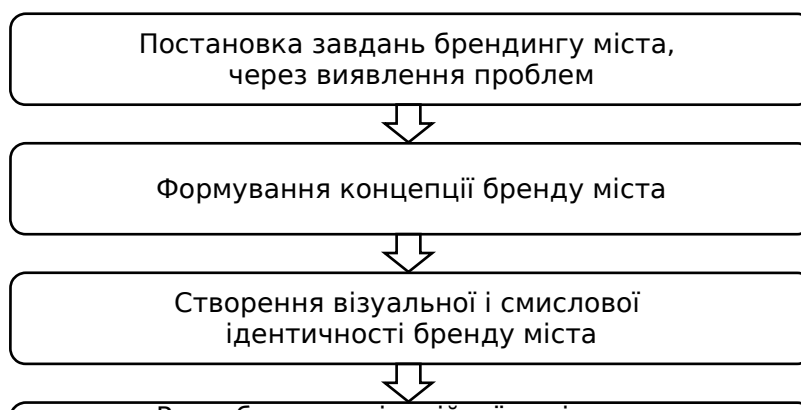 Постановка завдань брендингу міста,
через виявлення проблем
Формування концепції бренду міста
Створення візуальної і смислової
ідентичності бренду міста